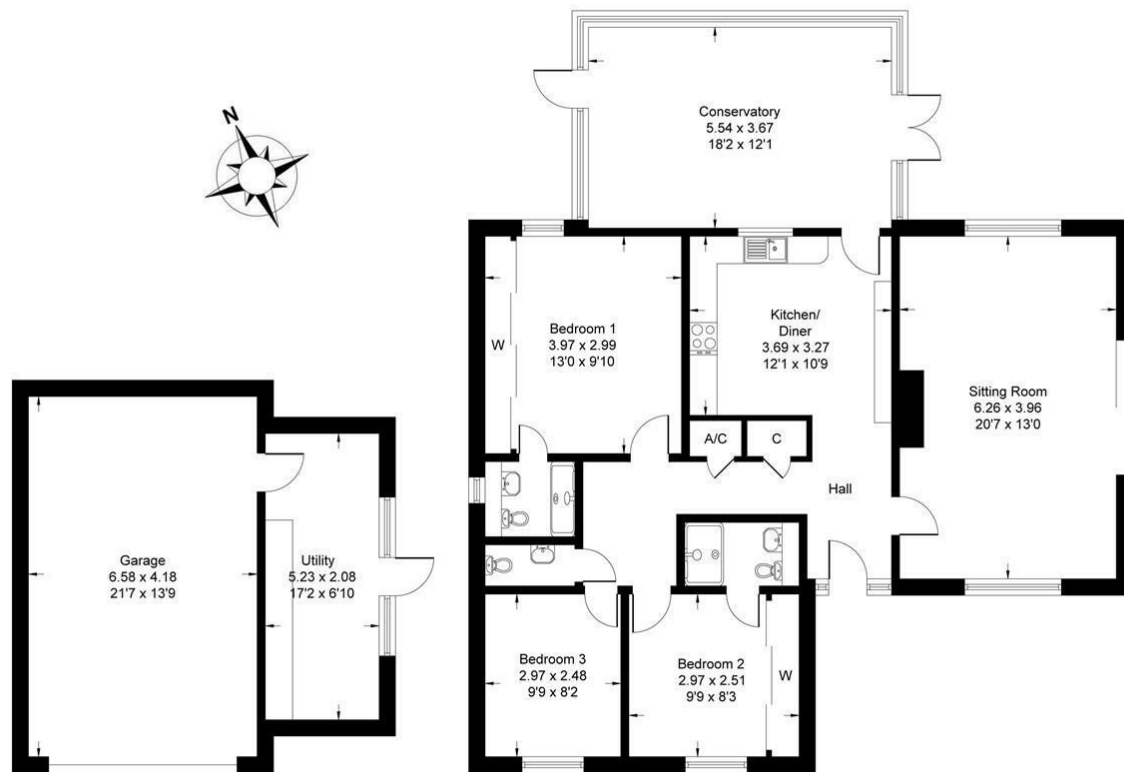 N
Conservatory
5.54 x 3.67
18'2 x 12'1
W
Bedroom 1
3.97 x 2.99
13'0 x 9'10
Kitchen/
Diner
3.69 x 3.27
12'1 x 10'9
Sitting Room
6.26 x 3.96
20'7 x 13'0
A/C
C
Hall
Garage
6.58 x 4.18
21'7 x 13'9
Utility
5.23 x 2.08
17'2 x 6'10
Bedroom 3
2.97 x 2.48
9'9 x 8'2
Bedroom 2
2.97 x 2.51
9'9 x 8'3
W